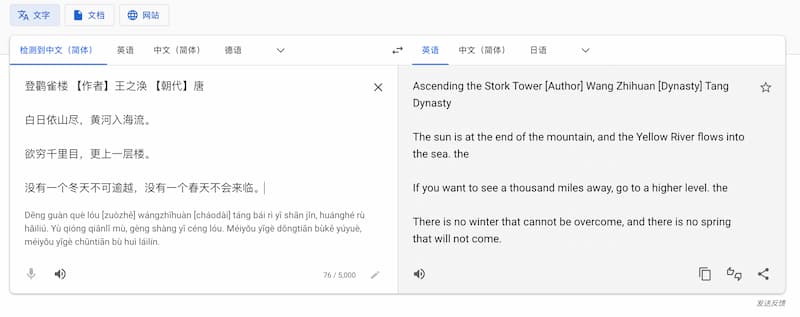 文字 文档 网站
检测到中文（简体） 英语 中文（简体） 德语
英语 中文（简体） 日语
登鹳雀楼 【作者】王之涣 【朝代】唐
白日依山尽，黄河入海流。
欲穷千里目，更上一层楼。
没有一个冬天不可逾越，没有一个春天不会来临。
Dēng guàn què lóu [zuòzhě] wángzhīhuàn [cháodài] táng bái rì yī shān jǐn, huánghé rù
hǎiliú. Yù qióng qiānlǐ mù, gèng shàng yī céng lóu. Méiyǒu yīgè dōngtiān bùkě yúyuè,
méiyǒu yīgè chūntiān bù huì láilín.
76 / 5,000
Ascending the Stork Tower [Author] Wang Zhihuan [Dynasty] Tang
Dynasty
The sun is at the end of the mountain, and the Yellow River flows into
the sea. the
If you want to see a thousand miles away, go to a higher level. the
There is no winter that cannot be overcome, and there is no spring
that will not come.
发送反馈